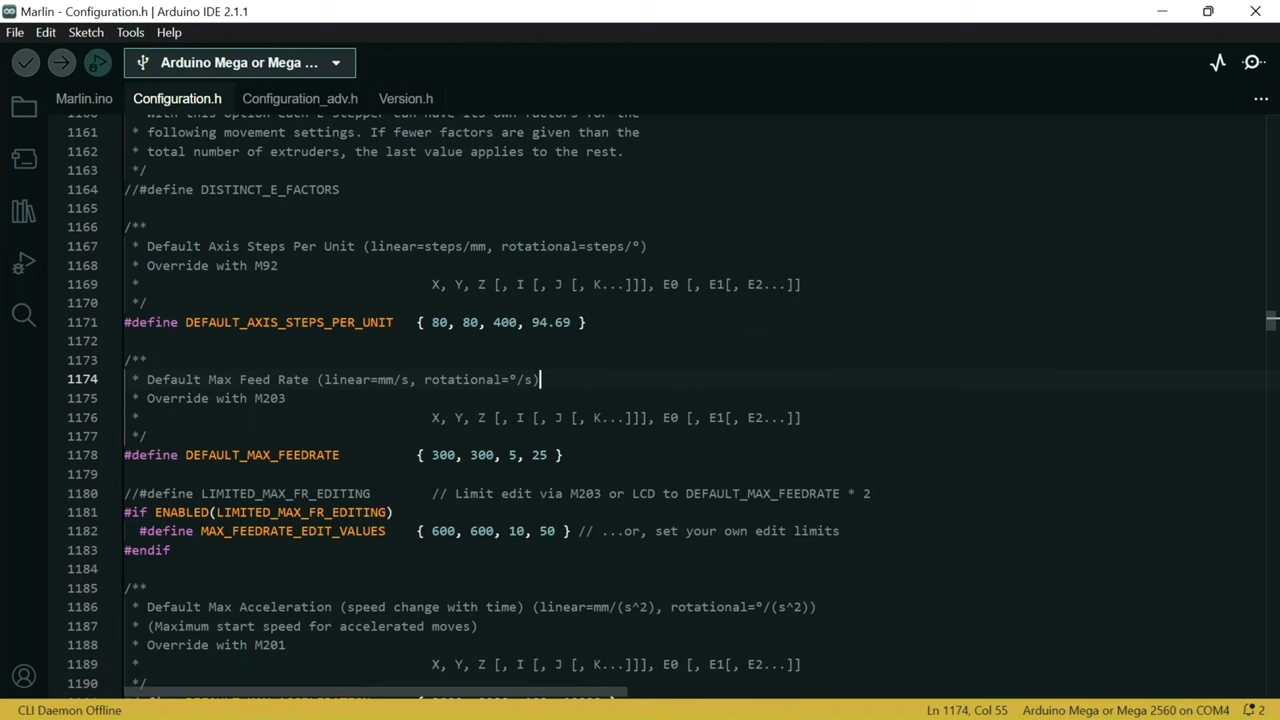 Marlin - Configuration.h | Arduino IDE 2.1.1
File Edit Sketch Tools Help
Arduino Mega or Mega ...
Marlin.ino Configuration.h Configuration_adv.h Version.h
1160 * with this option each E stepper can have its own factors for the
1161 * following movement settings. If fewer factors are given than the
1162 * total number of extruders, the last value applies to the rest.
1163 */
1164 //#define DISTINCT_E_FACTORS
1165
1166 /**
1167 * Default Axis Steps Per Unit (linear=steps/mm, rotational=steps/°)
1168 * Override with M92
1169 * X, Y, Z [, I [, J [, K...]]], E0 [, E1[, E2...]]
1170 */
1171 #define DEFAULT_AXIS_STEPS_PER_UNIT { 80, 80, 400, 94.69 }
1172
1173 /**
1174 * Default Max Feed Rate (linear=mm/s, rotational=°/s)
1175 * Override with M203
1176 * X, Y, Z [, I [, J [, K...]]], E0 [, E1[, E2...]]
1177 */
1178 #define DEFAULT_MAX_FEEDRATE { 300, 300, 5, 25 }
1179
1180 //#define LIMITED_MAX_FR_EDITING // Limit edit via M203 or LCD to DEFAULT_MAX_FEEDRATE * 2
1181 #if ENABLED(LIMITED_MAX_FR_EDITING)
1182 #define MAX_FEEDRATE_EDIT_VALUES { 600, 600, 10, 50 } // ...or, set your own edit limits
1183 #endif
1184
1185 /**
1186 * Default Max Acceleration (speed change with time) (linear=mm/(s^2), rotational=°/(s^2))
1187 * (Maximum start speed for accelerated moves)
1188 * Override with M201
1189 * X, Y, Z [, I [, J [, K...]]], E0 [, E1[, E2...]]
1190 */
CLI Daemon Offline Ln 1174, Col 55 Arduino Mega or Mega 2560 on COM4 2